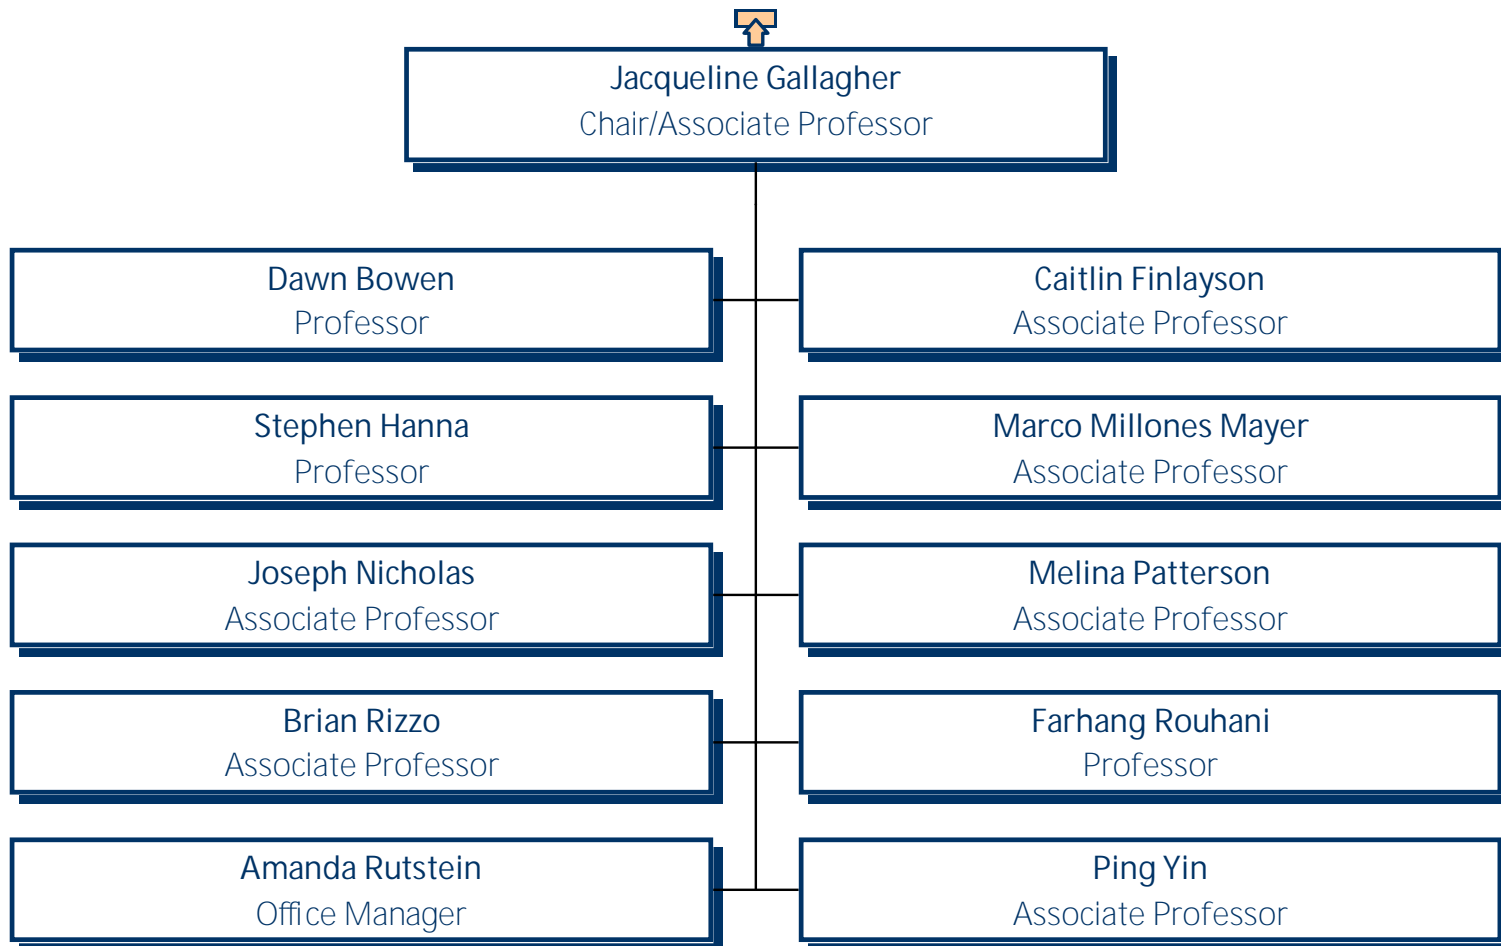 Jacqueline Gallagher
Chair/Associate Professor
Dawn Bowen
Professor
Caitlin Finlayson
Associate Professor
Stephen Hanna
Professor
Marco Millones Mayer
Associate Professor
Joseph Nicholas
Associate Professor
Melina Patterson
Associate Professor
Brian Rizzo
Associate Professor
Farhang Rouhani
Professor
Amanda Rutstein
Office Manager
Ping Yin
Associate Professor